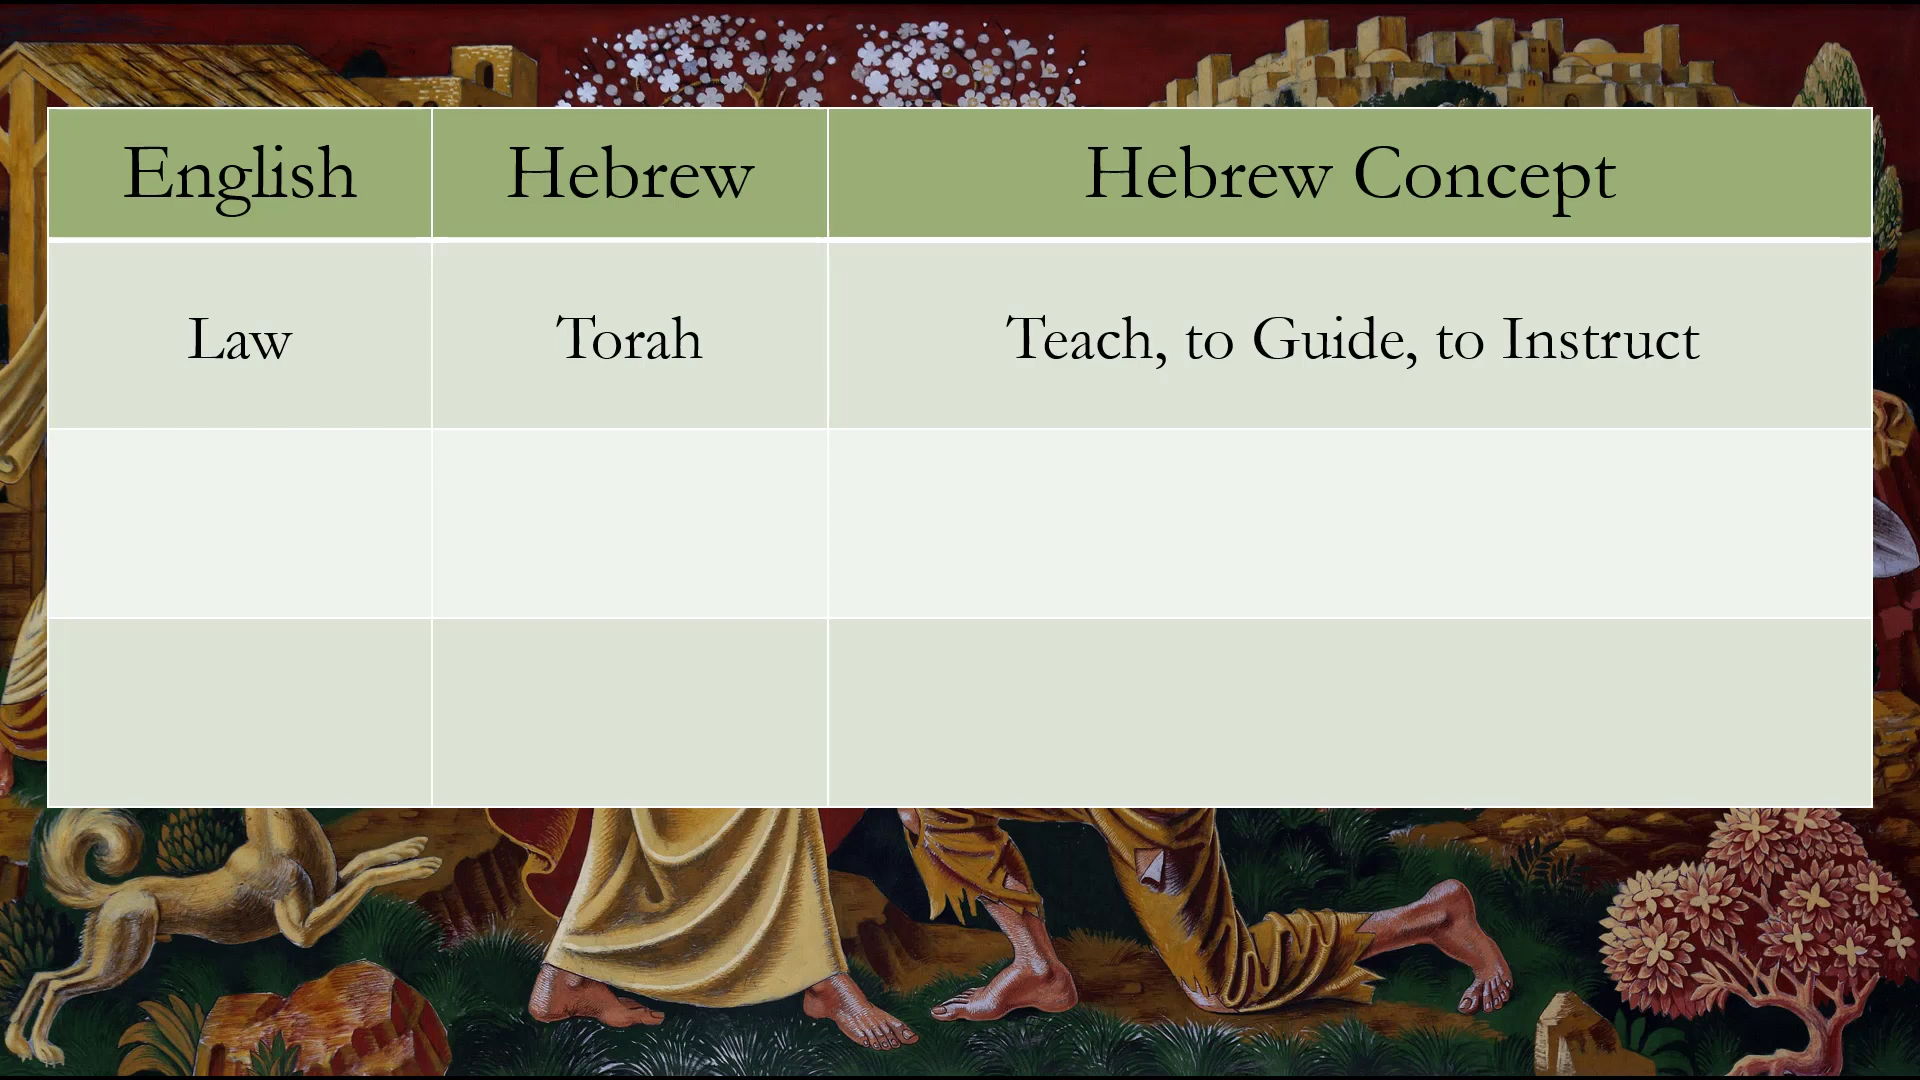 English Hebrew Hebrew Concept
Law Torah Teach, to Guide, to Instruct